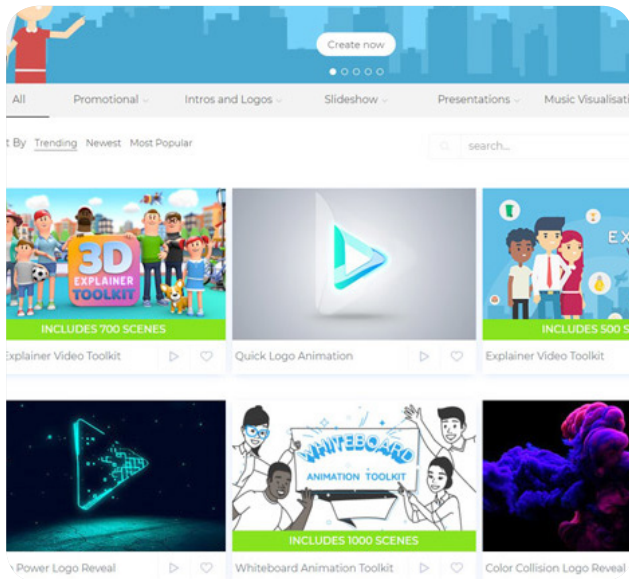 Create now
All Promotional Intros and Logos Slideshow Presentations Music Visualisati
t By Trending Newest Most Popular search...
3D
EXPLAINER
TOOLKIT
INCLUDES 700 SCENES
EX
INCLUDES 500 S
Explainer Video Toolkit Quick Logo Animation Explainer Video Toolkit
WHITEBOARD
ANIMATION TOOLKIT
INCLUDES 1000 SCENES
Power Logo Reveal Whiteboard Animation Toolkit Color Collision Logo Reveal